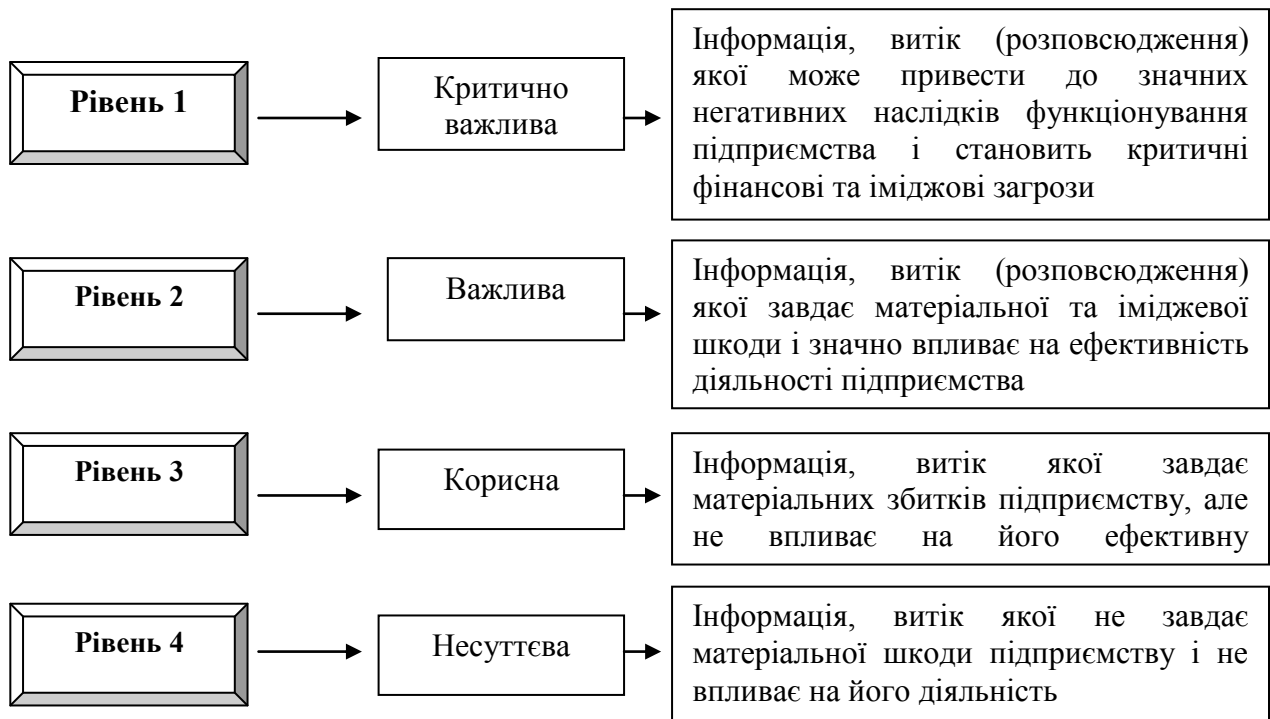 Рівень 1
Критично
важлива
Інформація, витік (розповсюдження)
якої може привести до значних
негативних наслідків функціонування
підприємства і становить критичні
фінансові та іміджові загрози
Рівень 2
Важлива
Інформація, витік (розповсюдження)
якої завдає матеріальної та іміджевої
шкоди і значно впливає на ефективність
діяльності підприємства
Рівень 3
Корисна
Інформація, витік якої завдає
матеріальних збитків підприємству, але
не впливає на його ефективну
Рівень 4
Несуттєва
Інформація, витік якої не завдає
матеріальної шкоди підприємству і не
впливає на його діяльність